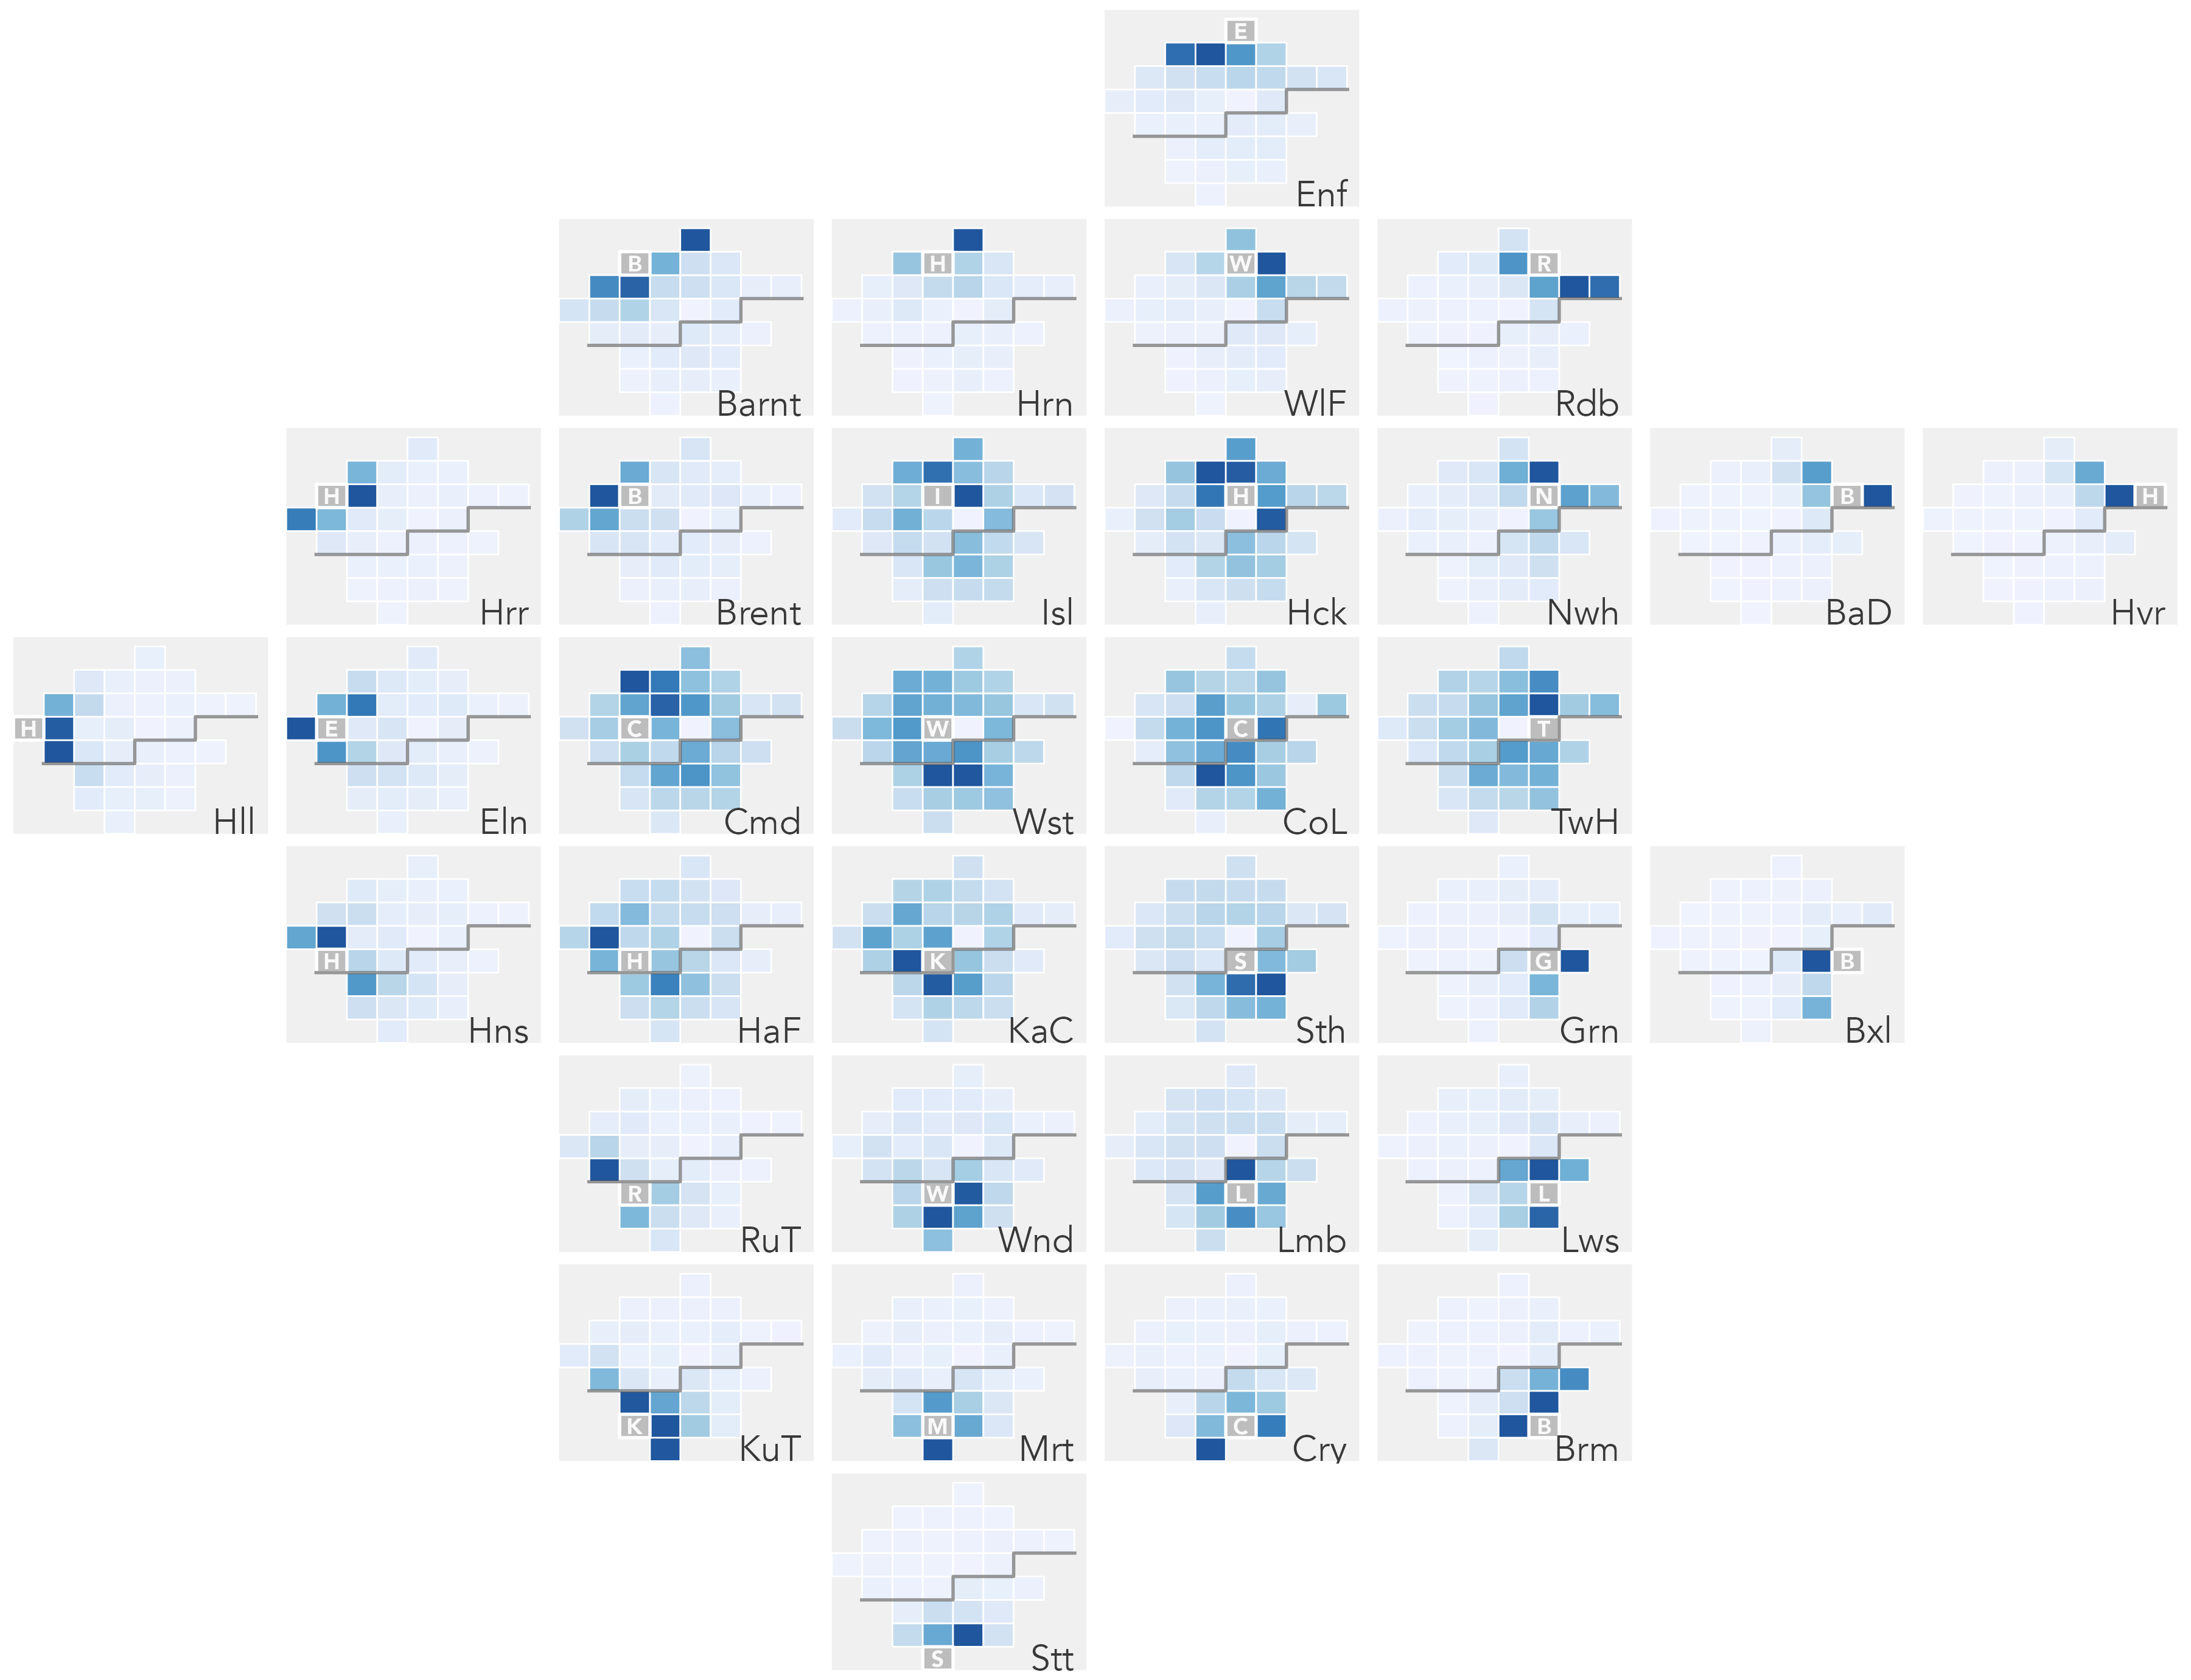 E
Enf
B
Barnt
H
Hrn
W
WlF
R
Rdb
H
Hrr
B
Brent
I
Isl
H
Hck
N
Nwh
B
BaD
H
Hvr
H
Hll
E
Eln
C
Cmd
W
Wst
C
CoL
T
TwH
H
Hns
H
HaF
K
KaC
S
Sth
G
Grn
B
Bxl
R
RuT
W
Wnd
L
Lmb
L
Lws
K
KuT
M
Mrt
C
Cry
B
Brm
S
Stt